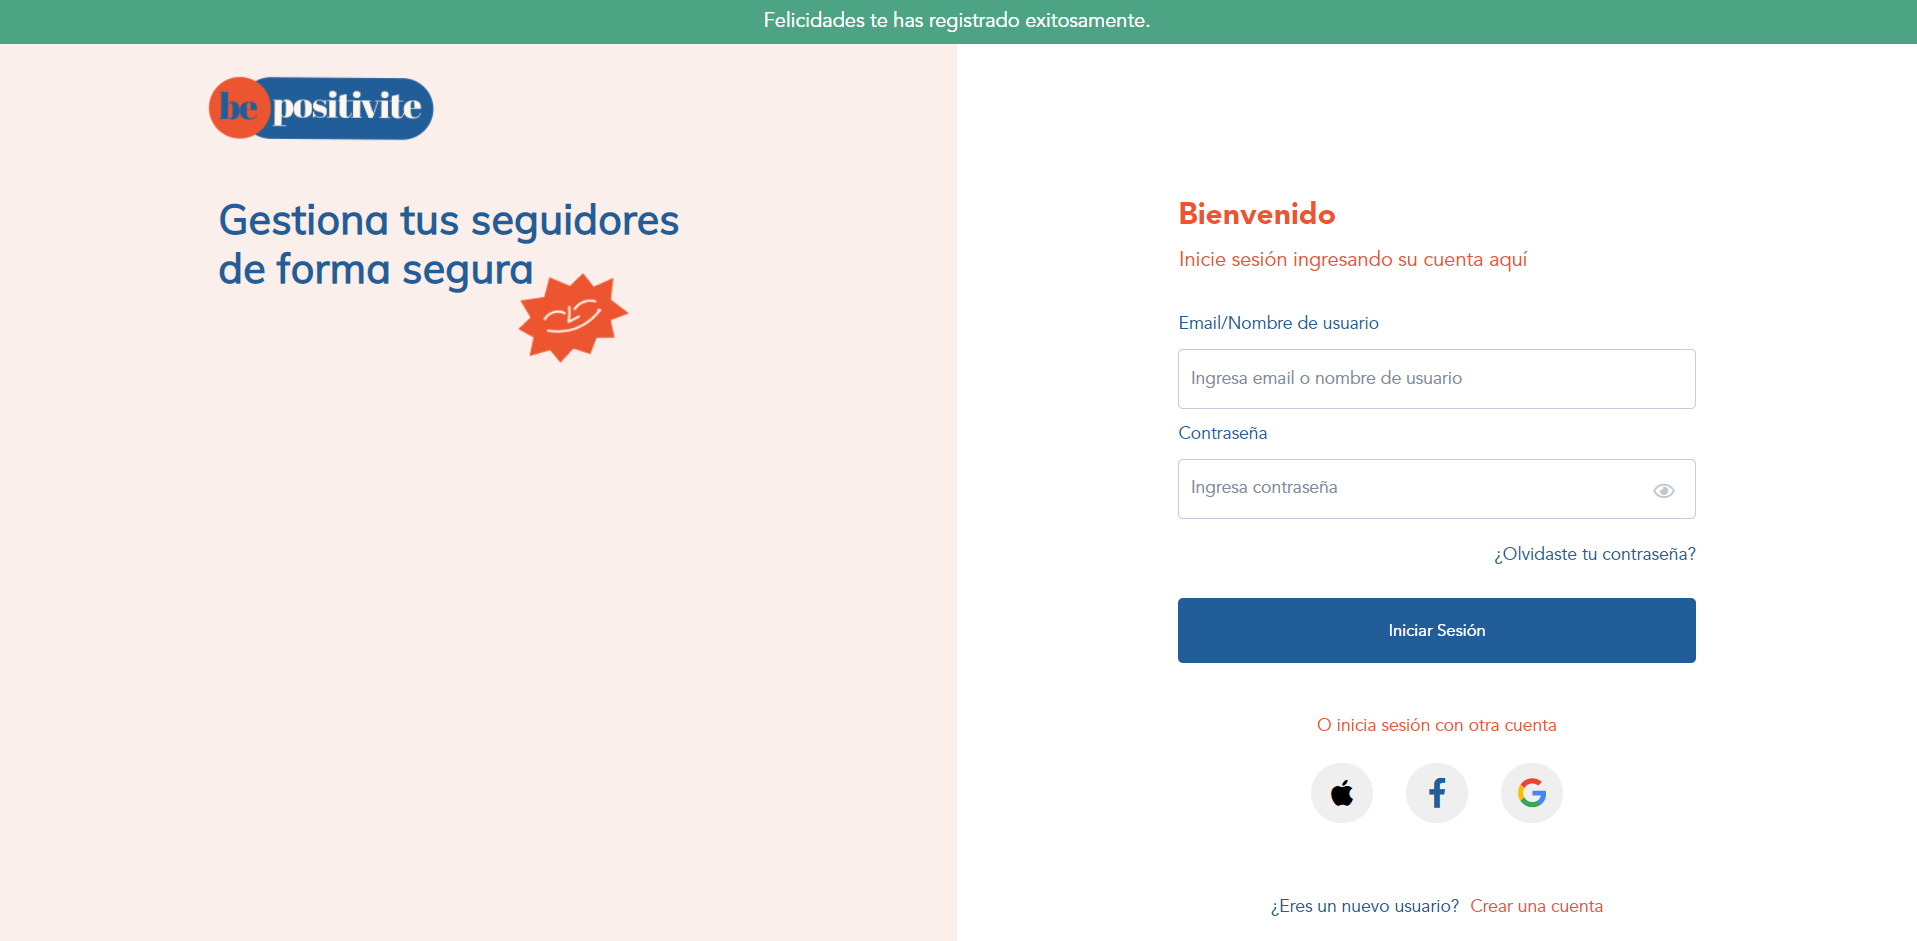 Felicidades te has registrado exitosamente.
be positivite
Gestiona tus seguidores
de forma segura
Bienvenido
Inicie sesión ingresando su cuenta aquí
Email/Nombre de usuario
Ingresa email o nombre de usuario
Contraseña
Ingresa contraseña
¿Olvidaste tu contraseña?
Iniciar Sesión
O inicia sesión con otra cuenta
¿Eres un nuevo usuario? Crear una cuenta